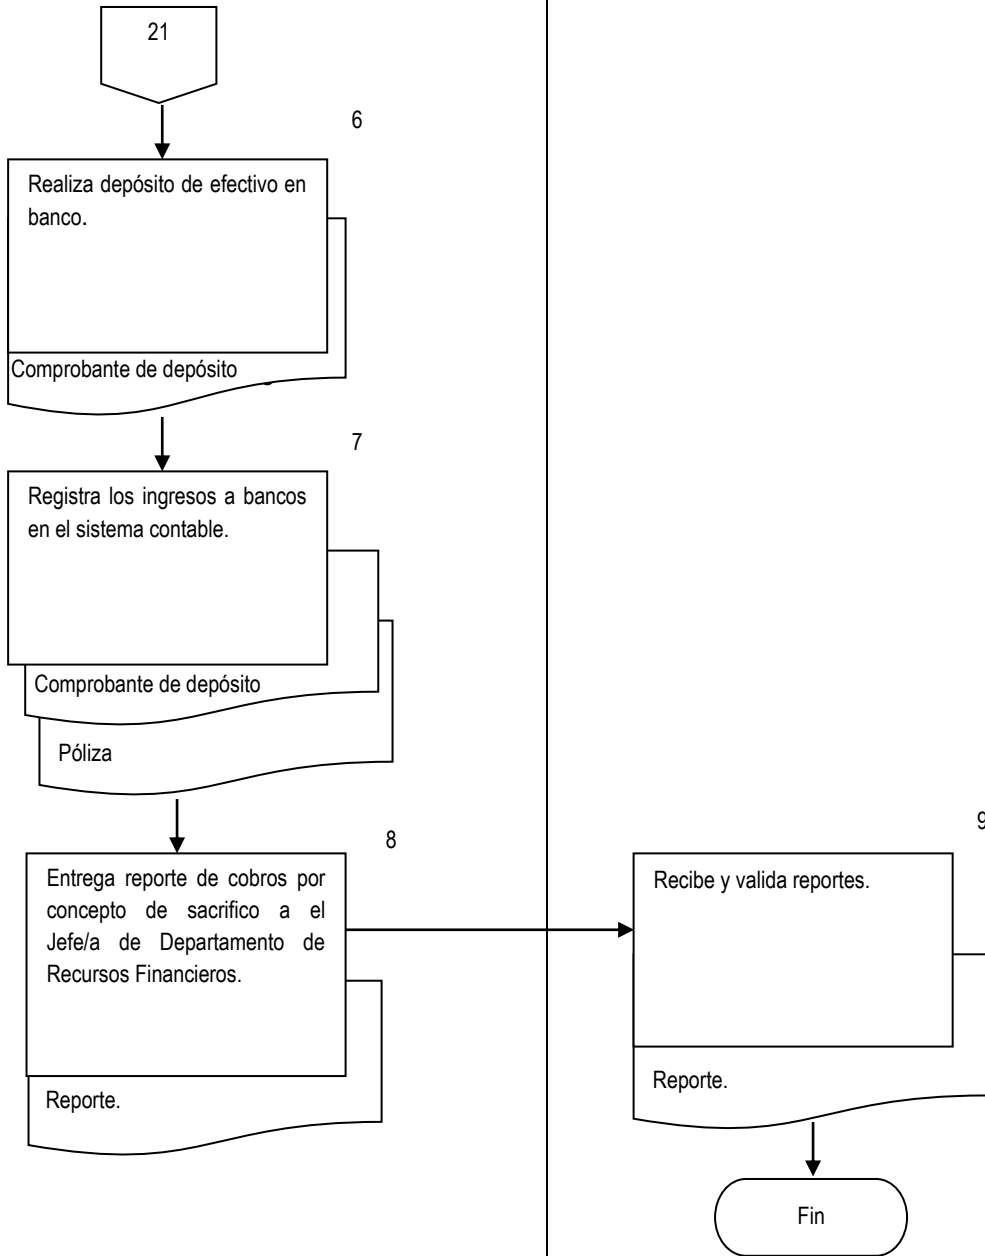 21
6
Realiza depósito de efectivo en
banco.
Comprobante de depósito
7
Registra los ingresos a bancos
en el sistema contable.
Comprobante de depósito
Póliza
8
Entrega reporte de cobros por
concepto de sacrifico a el
Jefe/a de Departamento de
Recursos Financieros.
Reporte.
9
Recibe y valida reportes.
Reporte.
Fin